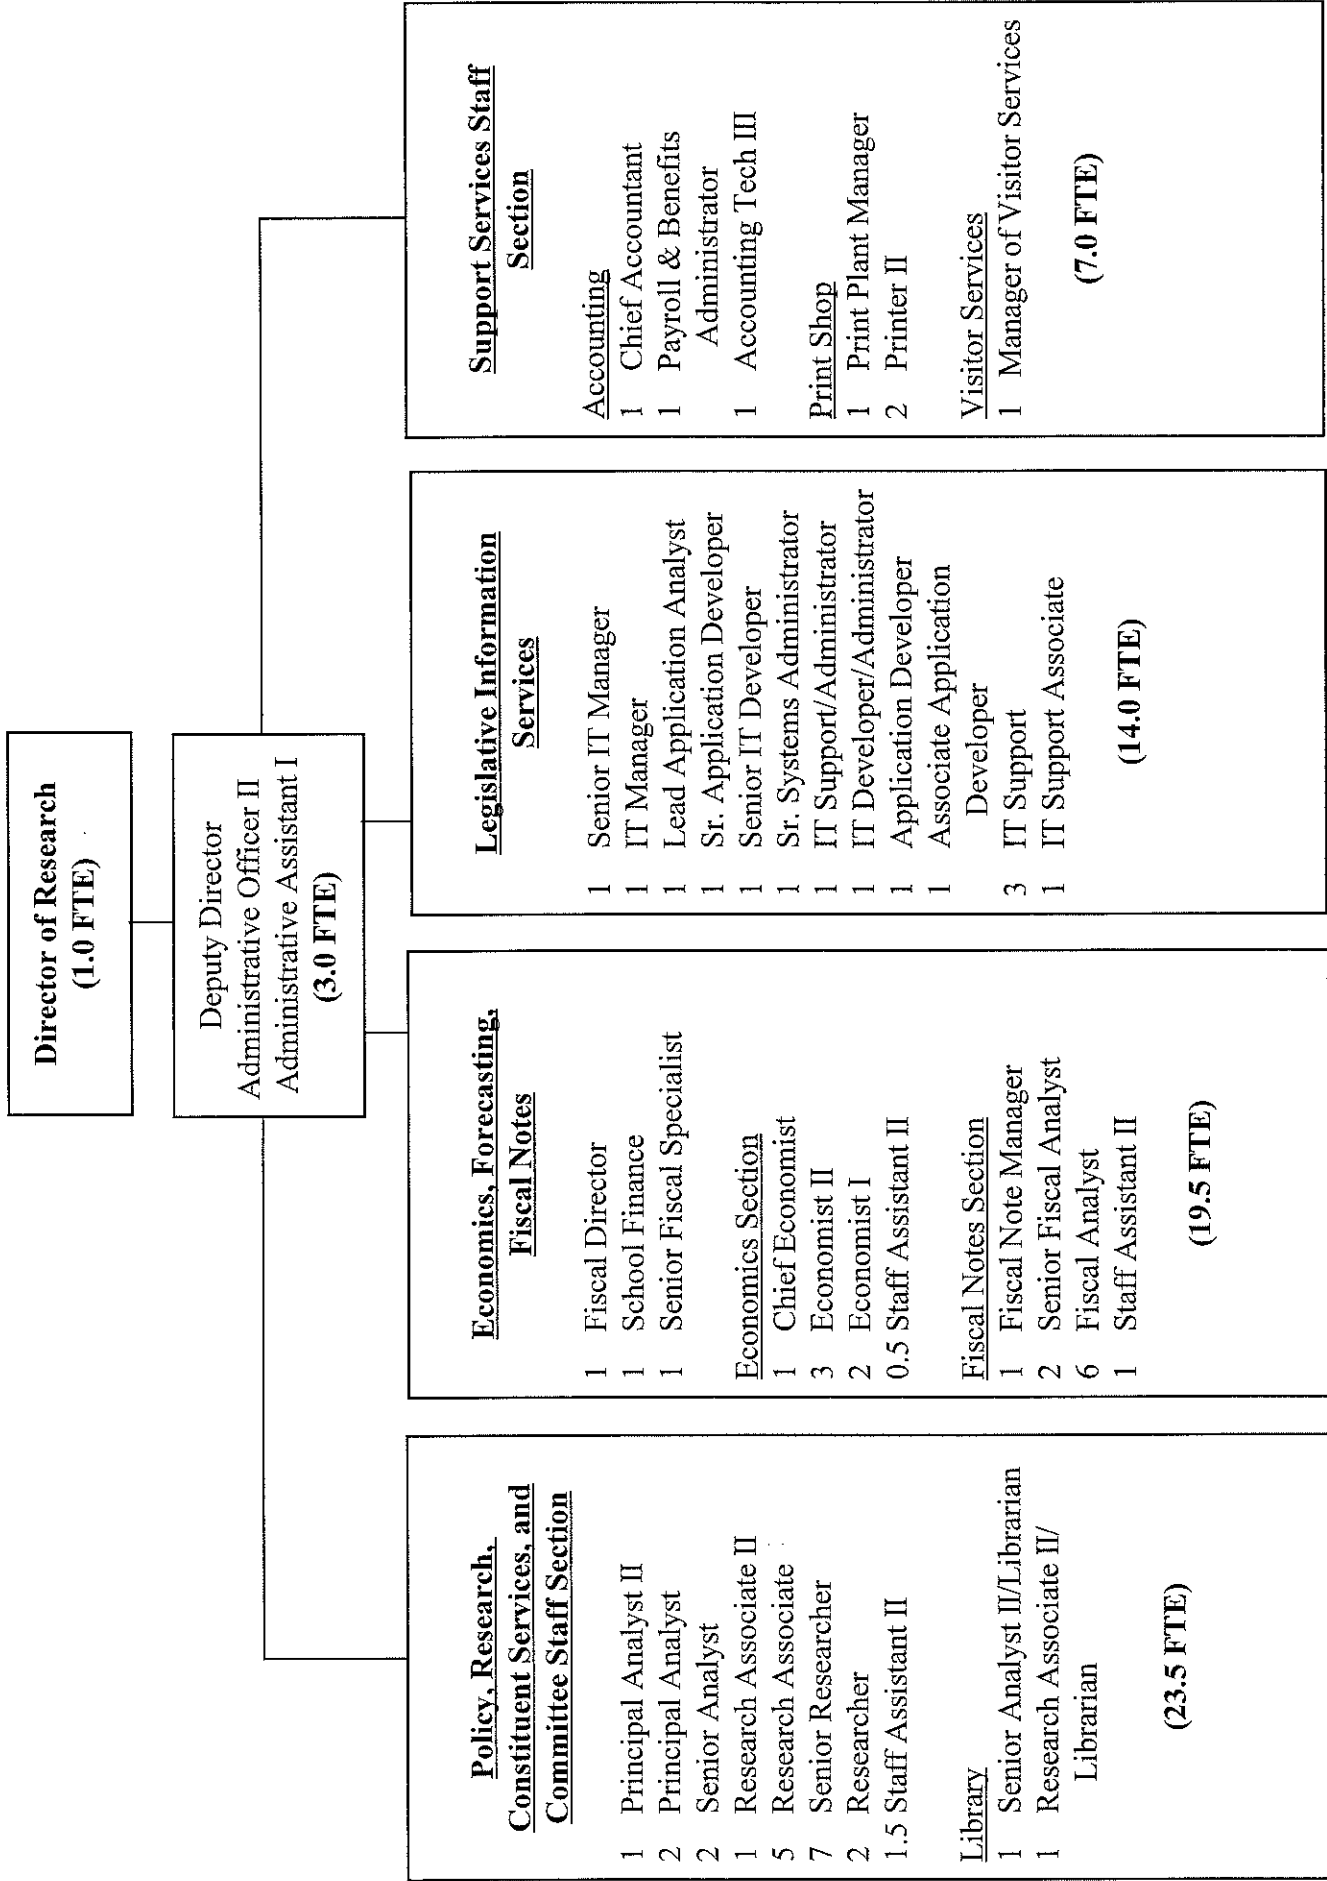 Director of Research
(1.0 FTE)
Deputy Director
Administrative Officer II
Administrative Assistant I
(3.0 FTE)
Policy, Research,
Constituent Services, and
Committee Staff Section
1 Principal Analyst II
2 Principal Analyst
2 Senior Analyst
1 Research Associate II
5 Research Associate
7 Senior Researcher
2 Researcher
1.5 Staff Assistant II
Library
1 Senior Analyst II/Librarian
1 Research Associate II/
Librarian
(23.5 FTE)
Economics, Forecasting,
Fiscal Notes
1 Fiscal Director
1 School Finance
1 Senior Fiscal Specialist
Economics Section
1 Chief Economist
3 Economist II
2 Economist I
0.5 Staff Assistant II
Fiscal Notes Section
1 Fiscal Note Manager
2 Senior Fiscal Analyst
6 Fiscal Analyst
1 Staff Assistant II
(19.5 FTE)
Legislative Information
Services
1 Senior IT Manager
1 IT Manager
1 Lead Application Analyst
1 Sr. Application Developer
1 Senior IT Developer
1 Sr. Systems Administrator
1 IT Support/Administrator
1 IT Developer/Administrator
1 Application Developer
1 Associate Application
Developer
3 IT Support
1 IT Support Associate
(14.0 FTE)
Support Services Staff
Section
Accounting
1 Chief Accountant
1 Payroll & Benefits
Administrator
1 Accounting Tech III
Print Shop
1 Print Plant Manager
2 Printer II
Visitor Services
1 Manager of Visitor Services
(7.0 FTE)